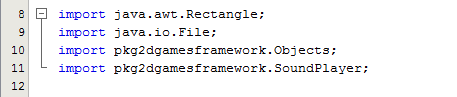 8 import java.awt.Rectangle;
9 import java.io.File;
10 import pkg2dgamesframework.Objects;
11 import pkg2dgamesframework.SoundPlayer;
12